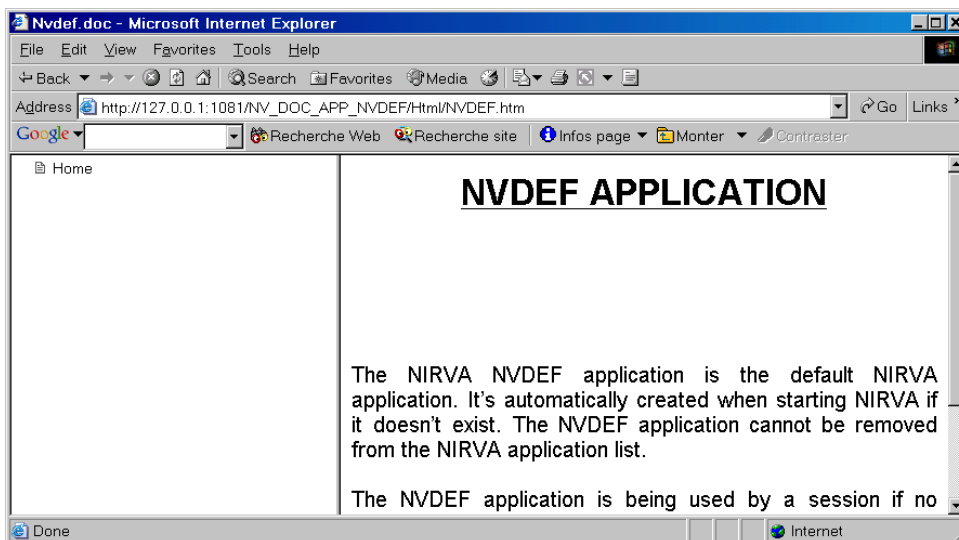 Nvdef.doc - Microsoft Internet Explorer
File Edit View Favorites Tools Help
Back Search Favorites Media
Address http://127.0.0.1:1081/NV_DOC_APP_NVDEF/Html/NVDEF.htm Go Links
Google Recherche Web Recherche site Infos page Monter Contraster
Home
NVDEF APPLICATION
The NIRVA NVDEF application is the default NIRVA
application. It's automatically created when starting NIRVA if
it doesn't exist. The NVDEF application cannot be removed
from the NIRVA application list.
The NVDEF application is being used by a session if no
Done Internet